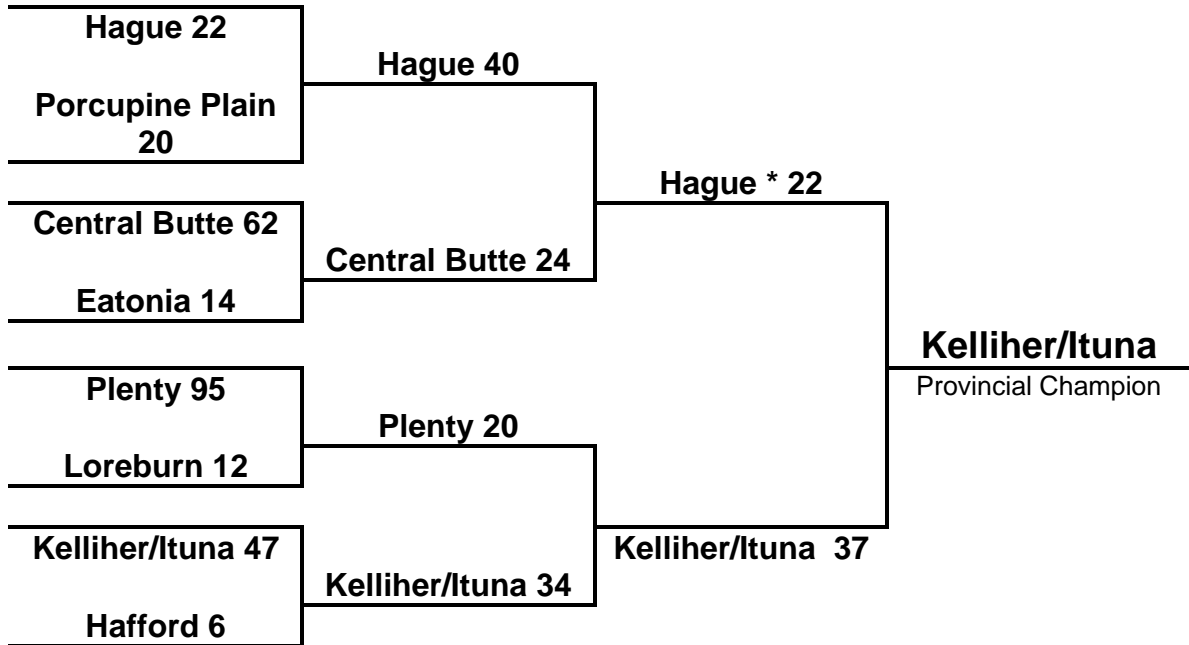 Hague 22
Porcupine Plain
20
Central Butte 62
Eatonia 14
Plenty 95
Loreburn 12
Kelliher/Ituna 47
Hafford 6
Hague 40
Central Butte 24
Plenty 20
Kelliher/Ituna 34
Hague * 22
Kelliher/Ituna  37
Kelliher/Ituna
Provincial Champion